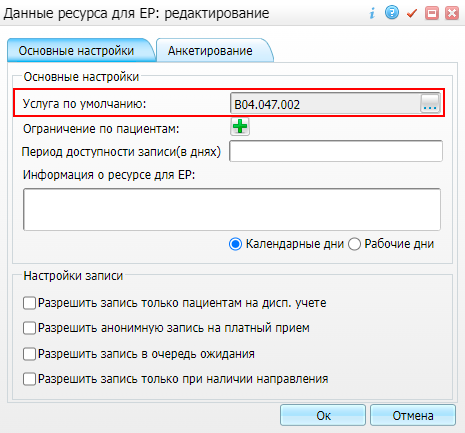 Данные ресурса для ЕР: редактирование
Основные настройки
Анкетирование
Основные настройки
Услуга по умолчанию: B04.047.002 ...
Ограничение по пациентам:
Период доступности записи(в днях)
Информация о ресурсе для ЕР:
Календарные дни Рабочие дни
Настройки записи
Разрешить запись только пациентам на дисп. учете
Разрешить анонимную запись на платный прием
Разрешить запись в очередь ожидания
Разрешить запись только при наличии направления
Ок Отмена